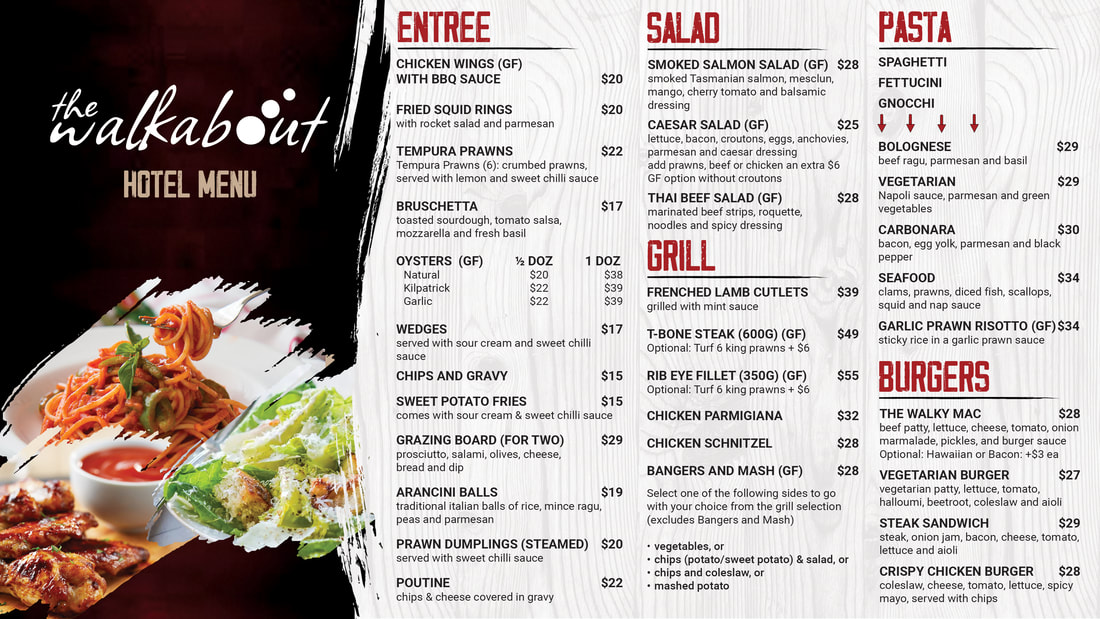 the
walkabout
HOTEL MENU
ENTREE
CHICKEN WINGS (GF)
WITH BBQ SAUCE $20
FRIED SQUID RINGS $20
with rocket salad and parmesan
TEMPURA PRAWNS $22
Tempura Prawns (6): crumbed prawns,
served with lemon and sweet chilli sauce
BRUSCHETTA $17
toasted sourdough, tomato salsa,
mozzarella and fresh basil
OYSTERS (GF) ½ DOZ 1 DOZ
Natural $20 $38
Kilpatrick $22 $39
Garlic $22 $39
WEDGES $17
served with sour cream and sweet chilli
sauce
CHIPS AND GRAVY $15
SWEET POTATO FRIES $15
comes with sour cream & sweet chilli sauce
GRAZING BOARD (FOR TWO) $29
prosciutto, salami, olives, cheese,
bread and dip
ARANCINI BALLS $19
traditional italian balls of rice, mince ragu,
peas and parmesan
PRAWN DUMPLINGS (STEAMED) $20
served with sweet chilli sauce
POUTINE $22
chips & cheese covered in gravy
SALAD
SMOKED SALMON SALAD (GF) $28
smoked Tasmanian salmon, mesclun,
mango, cherry tomato and balsamic
dressing
CAESAR SALAD (GF) $25
lettuce, bacon, croutons, eggs, anchovies,
parmesan and caesar dressing
add prawns, beef or chicken an extra $6
GF option without croutons
THAI BEEF SALAD (GF) $28
marinated beef strips, roquette,
noodles and spicy dressing
GRILL
FRENCHED LAMB CUTLETS $39
grilled with mint sauce
T-BONE STEAK (600G) (GF) $49
Optional: Turf 6 king prawns + $6
RIB EYE FILLET (350G) (GF) $55
Optional: Turf 6 king prawns + $6
CHICKEN PARMIGIANA $32
CHICKEN SCHNITZEL $28
BANGERS AND MASH (GF) $28
Select one of the following sides to go
with your choice from the grill selection
(excludes Bangers and Mash)
• vegetables, or
• chips (potato/sweet potato) & salad, or
• chips and coleslaw, or
• mashed potato
PASTA
SPAGHETTI
FETTUCINI
GNOCCHI
BOLOGNESE $29
beef ragu, parmesan and basil
VEGETARIAN $29
Napoli sauce, parmesan and green
vegetables
CARBONARA $30
bacon, egg yolk, parmesan and black
pepper
SEAFOOD $34
clams, prawns, diced fish, scallops,
squid and nap sauce
GARLIC PRAWN RISOTTO (GF) $34
sticky rice in a garlic prawn sauce
BURGERS
THE WALKY MAC $28
beef patty, lettuce, cheese, tomato, onion
marmalade, pickles, and burger sauce
Optional: Hawaiian or Bacon: +$3 ea
VEGETARIAN BURGER $27
vegetarian patty, lettuce, tomato,
halloumi, beetroot, coleslaw and aioli
STEAK SANDWICH $29
steak, onion jam, bacon, cheese, tomato,
lettuce and aioli
CRISPY CHICKEN BURGER $28
coleslaw, cheese, tomato, lettuce, spicy
mayo, served with chips